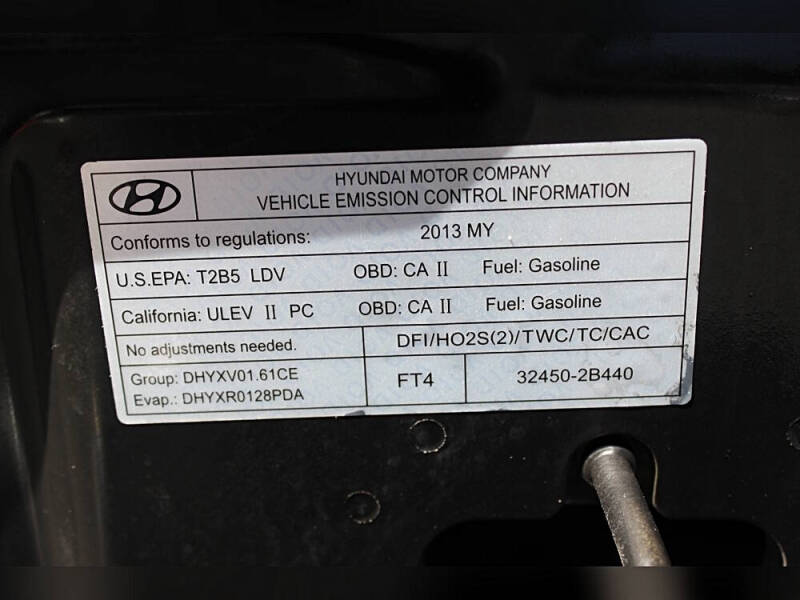 HYUNDAI MOTOR COMPANY
VEHICLE EMISSION CONTROL INFORMATION
Conforms to regulations: 2013 MY
U.S.EPA: T2B5 LDV OBD: CA II Fuel: Gasoline
California: ULEV II PC OBD: CA II Fuel: Gasoline
No adjustments needed. DFI/HO2S(2)/TWC/TC/CAC
Group: DHYXV01.61CE
Evap.: DHYXR0128PDA
FT4 32450-2B440